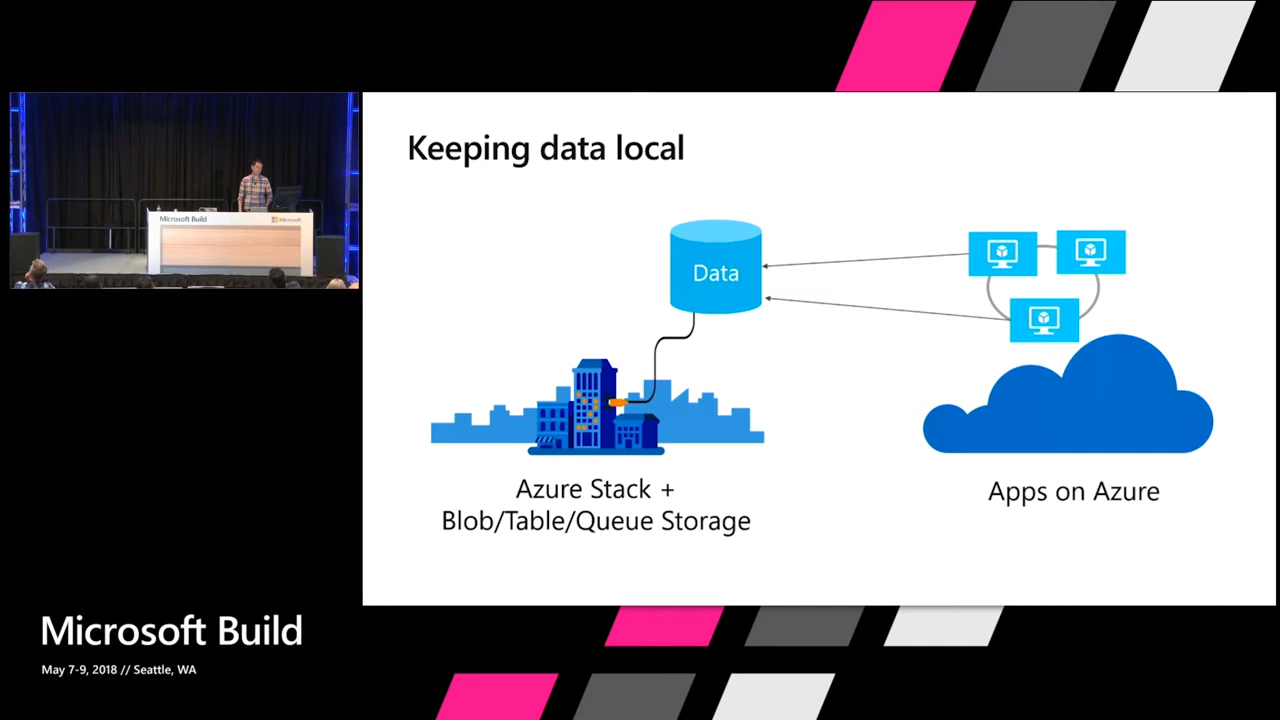 Keeping data local
Data
Azure Stack +
Blob/Table/Queue Storage
Apps on Azure
Microsoft Build
Microsoft
Microsoft Build
May 7-9, 2018 // Seattle, WA